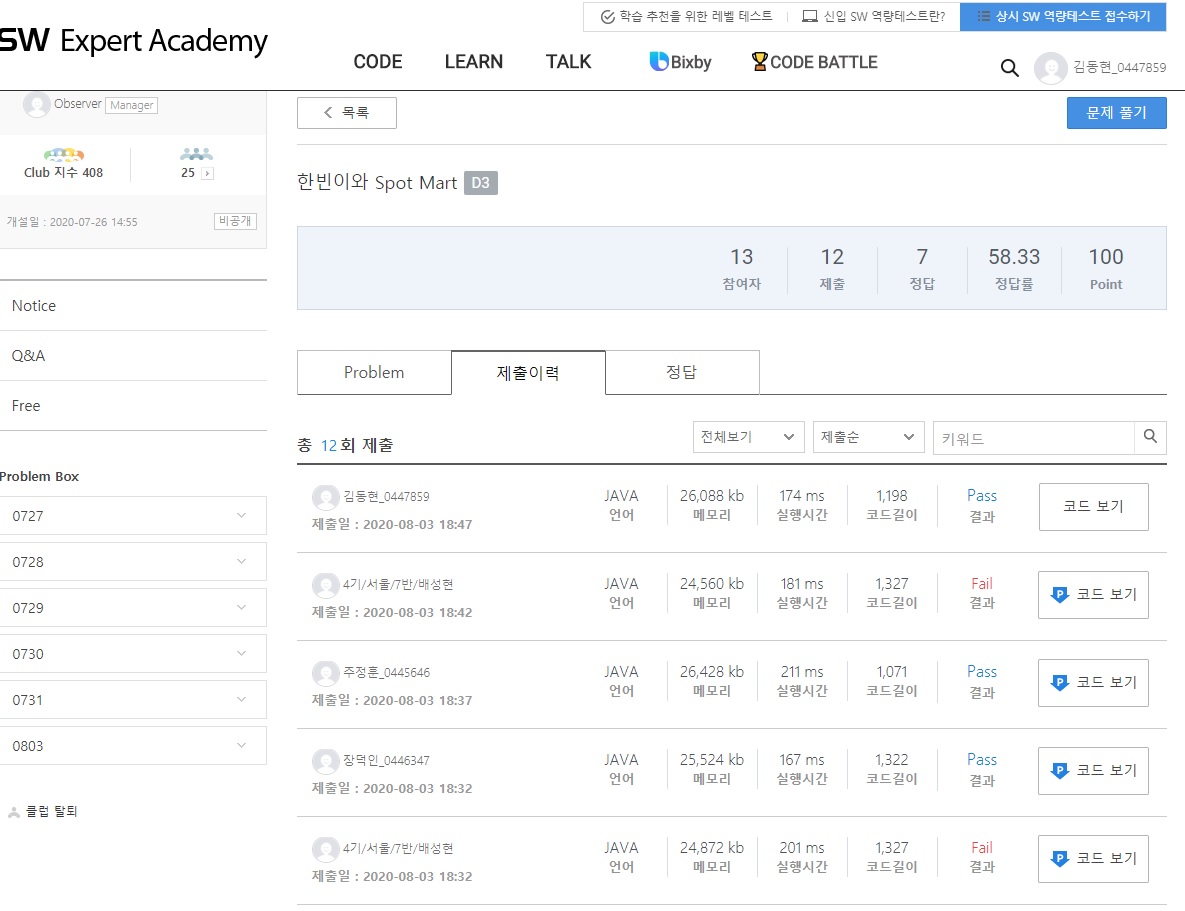 학습 추천을 위한 레벨 테스트 신입 SW 역량테스트란? 상시 SW 역량테스트 접수하기
SW Expert Academy
CODE LEARN TALK Bixby CODE BATTLE 김동현_0447859
Observer Manager
Club 지수 408 25
개설일 : 2020-07-26 14:55 비공개
Notice
Q&A
Free
Problem Box
0727
0728
0729
0730
0731
0803
클럽 탈퇴
목록 문제 풀기
한빈이와 Spot Mart D3
13 12 7 58.33 100
참여자 제출 정답 정답률 Point
Problem 제출이력 정답
총 12회 제출 전체보기 제출순 키워드
김동현_0447859 JAVA 26,088 kb 174 ms 1,198 Pass 코드 보기
제출일 : 2020-08-03 18:47 언어 메모리 실행시간 코드길이 결과
4기/서울/7반/배성현 JAVA 24,560 kb 181 ms 1,327 Fail P 코드 보기
제출일 : 2020-08-03 18:42 언어 메모리 실행시간 코드길이 결과
주정훈_0445646 JAVA 26,428 kb 211 ms 1,071 Pass P 코드 보기
제출일 : 2020-08-03 18:37 언어 메모리 실행시간 코드길이 결과
장덕인_0446347 JAVA 25,524 kb 167 ms 1,322 Pass P 코드 보기
제출일 : 2020-08-03 18:32 언어 메모리 실행시간 코드길이 결과
4기/서울/7반/배성현 JAVA 24,872 kb 201 ms 1,327 Fail P 코드 보기
제출일 : 2020-08-03 18:32 언어 메모리 실행시간 코드길이 결과